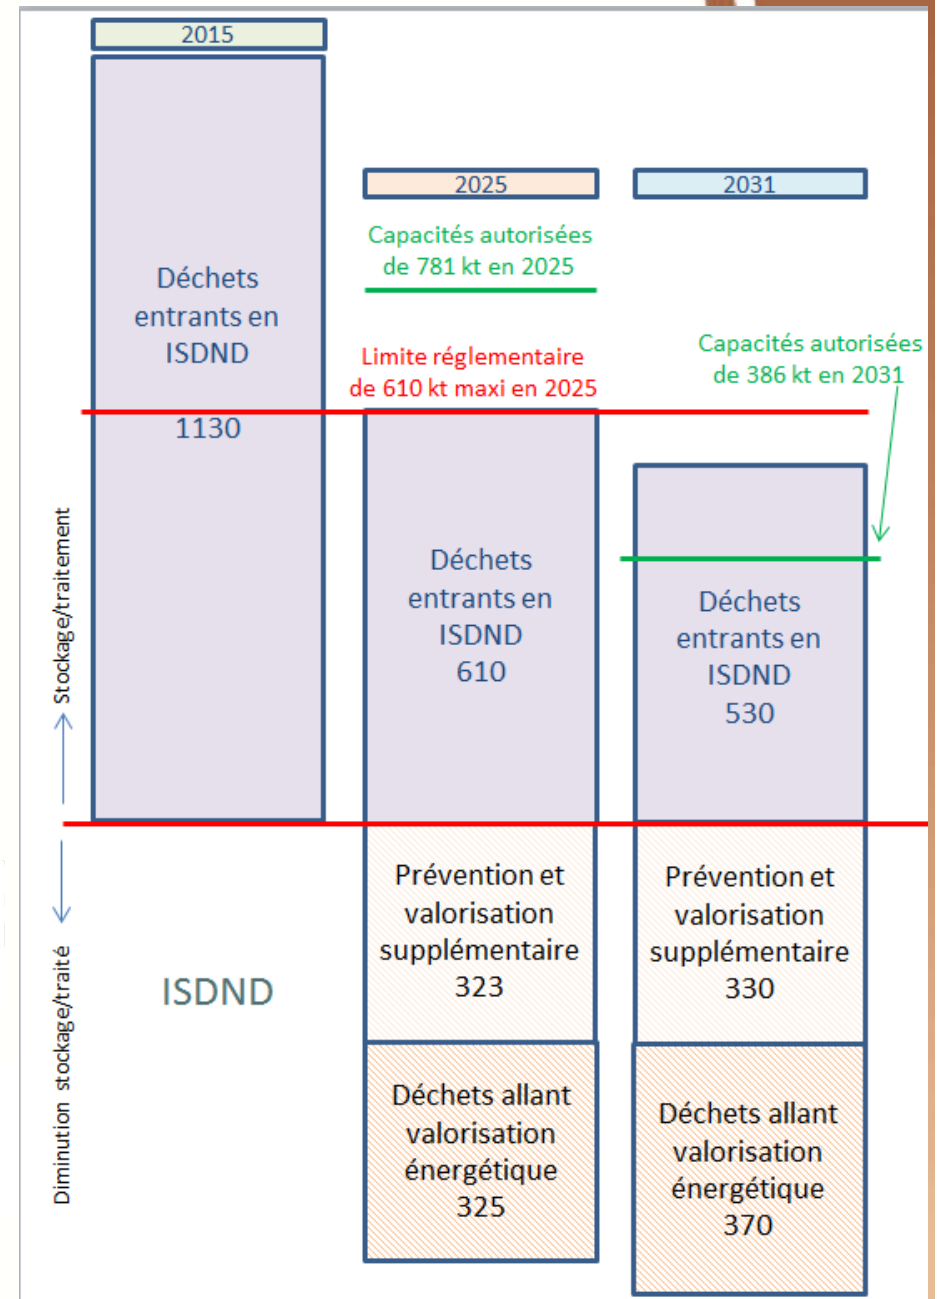 2015
Déchets
entrants en
ISDND
1130
2025
Capacités autorisées
de 781 kt en 2025
Limite réglementaire
de 610 kt maxi en 2025
Déchets
entrants en
ISDND
610
Prévention et
valorisation
supplémentaire
323
Déchets allant
valorisation
énergétique
325
2031
Capacités autorisées
de 386 kt en 2031
Déchets
entrants en
ISDND
530
Prévention et
valorisation
supplémentaire
330
Déchets allant
valorisation
énergétique
370
Stockage/traitement
Diminution stockage/traité
ISDND